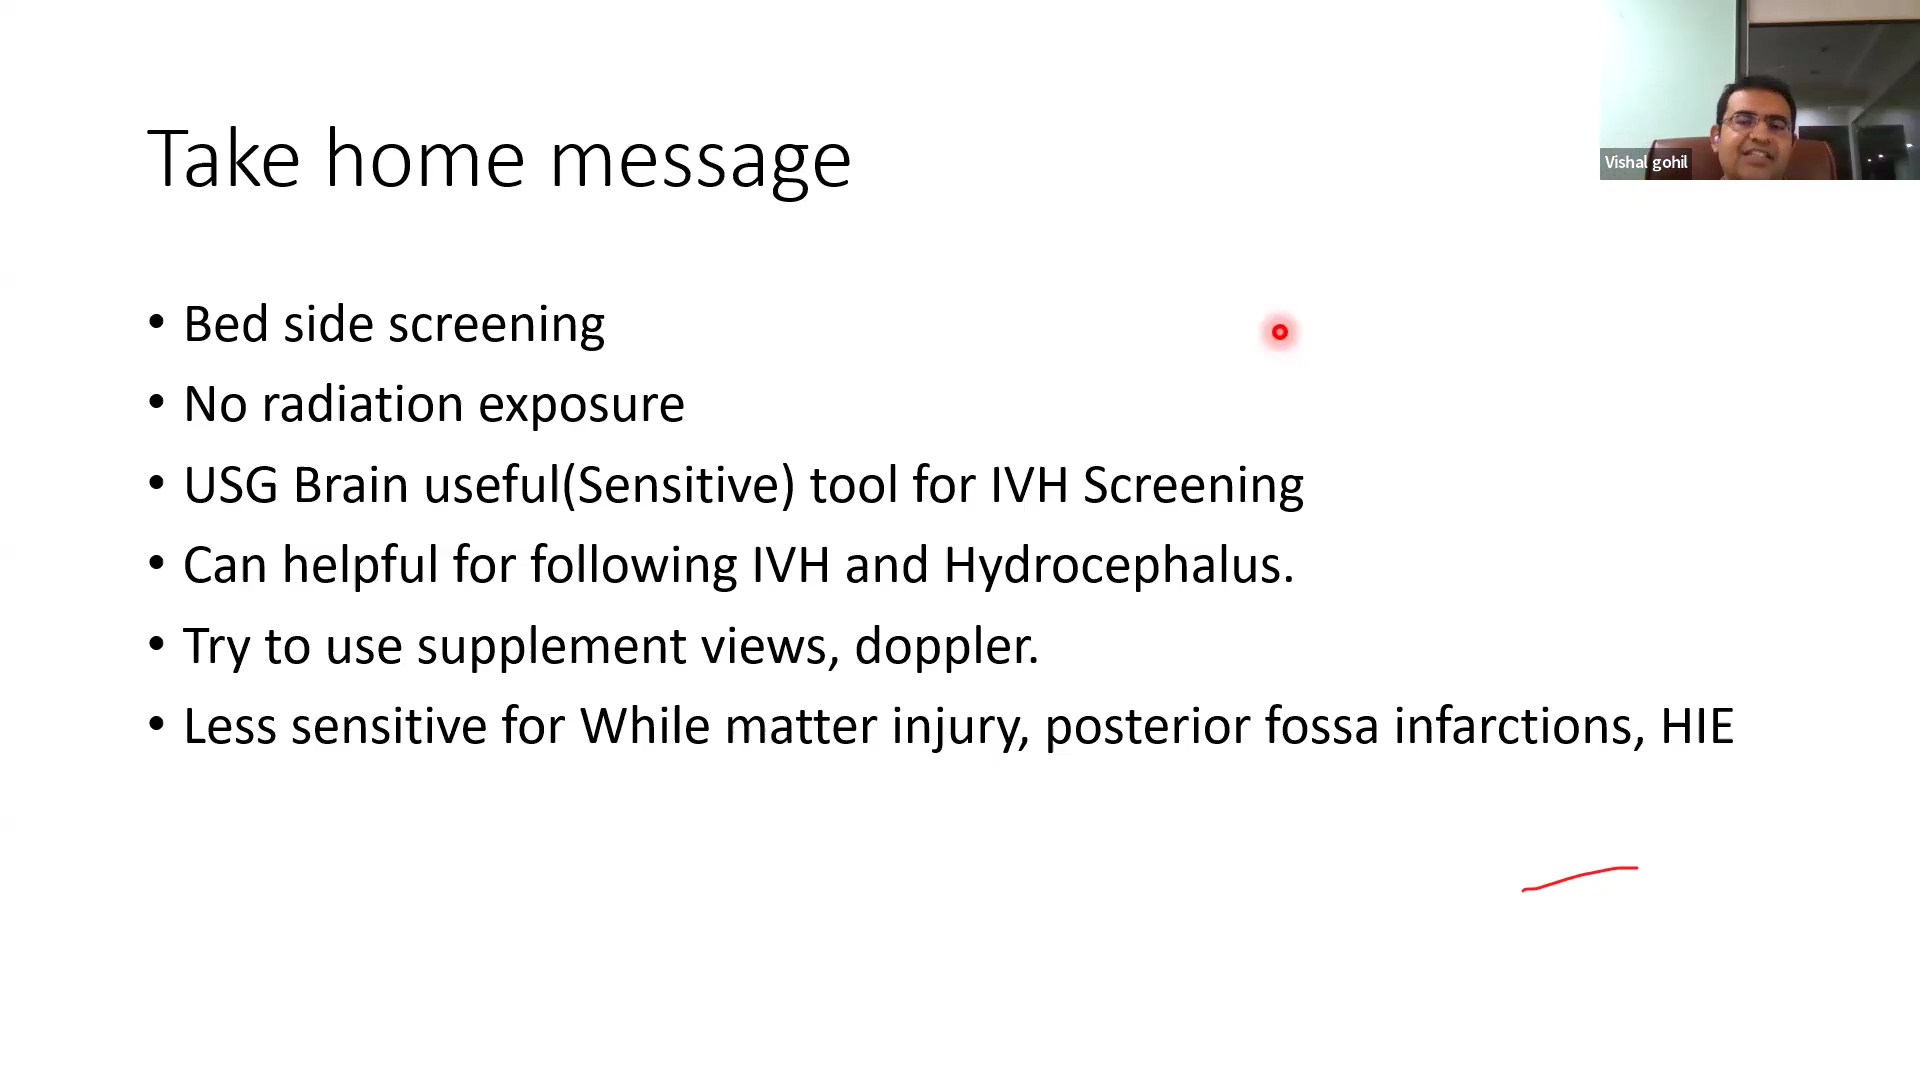 Vishal gohil
Take home message
• Bed side screening
• No radiation exposure
• USG Brain useful(Sensitive) tool for IVH Screening
• Can helpful for following IVH and Hydrocephalus.
• Try to use supplement views, doppler.
• Less sensitive for While matter injury, posterior fossa infarctions, HIE